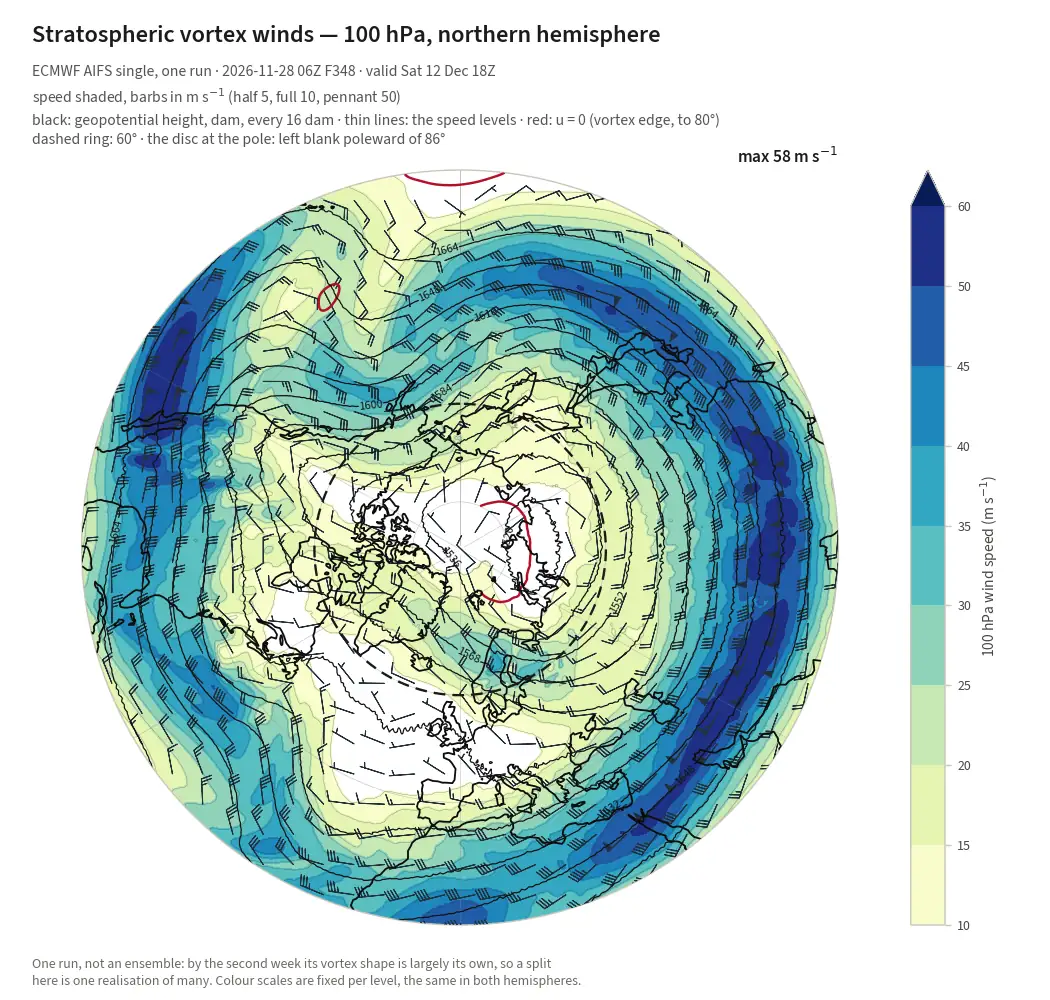 Stratospheric vortex winds — 100 hPa, northern hemisphere
ECMWF AIFS single, one run · 2026-11-28 06Z F348 · valid Sat 12 Dec 18Z
speed shaded, barbs in m s⁻¹ (half 5, full 10, pennant 50)
black: geopotential height, dam, every 16 dam · thin lines: the speed levels · red: u = 0 (vortex edge, to 80°)
dashed ring: 60° · the disc at the pole: left blank poleward of 86°
max 58 m s⁻¹
60
50
45
40
35
30
25
20
15
10
100 hPa wind speed (m s⁻¹)
1664
1648
1616
1584
1600
1536
1552
1568
One run, not an ensemble: by the second week its vortex shape is largely its own, so a split
here is one realisation of many. Colour scales are fixed per level, the same in both hemispheres.